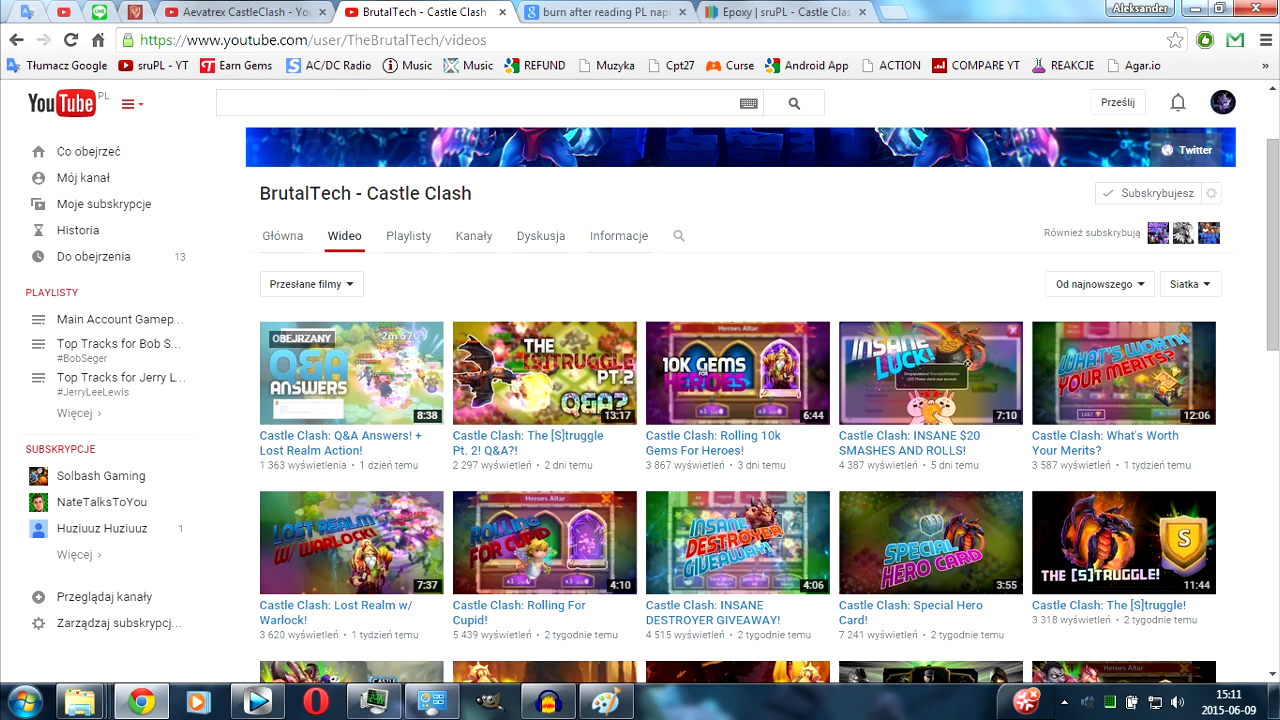 Aevatrex CastleClash - You
BrutalTech - Castle Clash
burn after reading PL napi
Epoxy | sruPL - Castle Clas
Aleksander
https://www.youtube.com/user/TheBrutalTech/videos
Tłumacz Google
sruPL - YT
Earn Gems
AC/DC Radio
Music
Music
REFUND
Muzyka
Cpt27
Curse
Android App
ACTION
COMPARE YT
REAKCJE
Agar.io
»
YouTube PL
Prześlij
Twitter
Co obejrzeć
Mój kanał
Moje subskrypcje
Historia
Do obejrzenia 13
PLAYLISTY
Main Account Gamep...
Top Tracks for Bob S...
#BobSeger
Top Tracks for Jerry L...
#JerryLeeLewis
Więcej ›
SUBSKRYPCJE
Solbash Gaming
NateTalksToYou
Huziuuz Huziuuz 1
Więcej ›
Przeglądaj kanały
Zarządzaj subskrypcj...
BrutalTech - Castle Clash
Subskrybujesz
Główna
Wideo
Playlisty
Kanały
Dyskusja
Informacje
Również subskrybują
Przesłane filmy
Od najnowszego
Siatka
OBEJRZANY
2m 57s
Q&A
ANSWERS
8:38
Castle Clash: Q&A Answers! +
Lost Realm Action!
1 363 wyświetlenia • 1 dzień temu
THE
[S]TRUGGLE
PT.2
Q&A?
13:17
Castle Clash: The [S]truggle
Pt. 2! Q&A?!
2 297 wyświetleń • 2 dni temu
Heroes Altar
10K GEMS
FOR
HEROES
6:44
Castle Clash: Rolling 10k
Gems For Heroes!
3 867 wyświetleń • 3 dni temu
INSANE
LUCK!
7:10
Castle Clash: INSANE $20
SMASHES AND ROLLS!
4 387 wyświetleń • 5 dni temu
WHAT'S WORTH
YOUR MERITS?
12:06
Castle Clash: What's Worth
Your Merits?
3 587 wyświetleń • 1 tydzień temu
LOST REALM
W/ WARLOCK
7:37
Castle Clash: Lost Realm w/
Warlock!
3 620 wyświetleń • 1 tydzień temu
Heroes Altar
ROLLING
FOR CUPID
4:10
Castle Clash: Rolling For
Cupid!
5 439 wyświetleń • 2 tygodnie temu
INSANE
DESTROYER
GIVEAWAY!
4:06
Castle Clash: INSANE
DESTROYER GIVEAWAY!
4 515 wyświetleń • 2 tygodnie temu
SPECIAL
HERO CARD
3:55
Castle Clash: Special Hero
Card!
7 241 wyświetleń • 2 tygodnie temu
S
THE [S]TRUGGLE!
11:44
Castle Clash: The [S]truggle!
3 318 wyświetleń • 2 tygodnie temu
Heroes Altar
15:11
2015-06-09